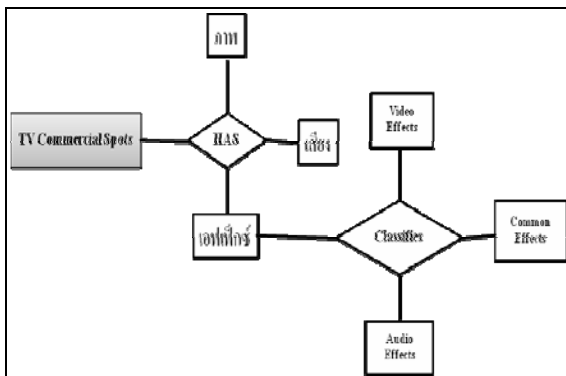 ภาพ
TV Commercial Spots
HAS
เสียง
Video
Effects
เอฟเฟ็กซ์
Classifier
Common
Effects
Audio
Effects